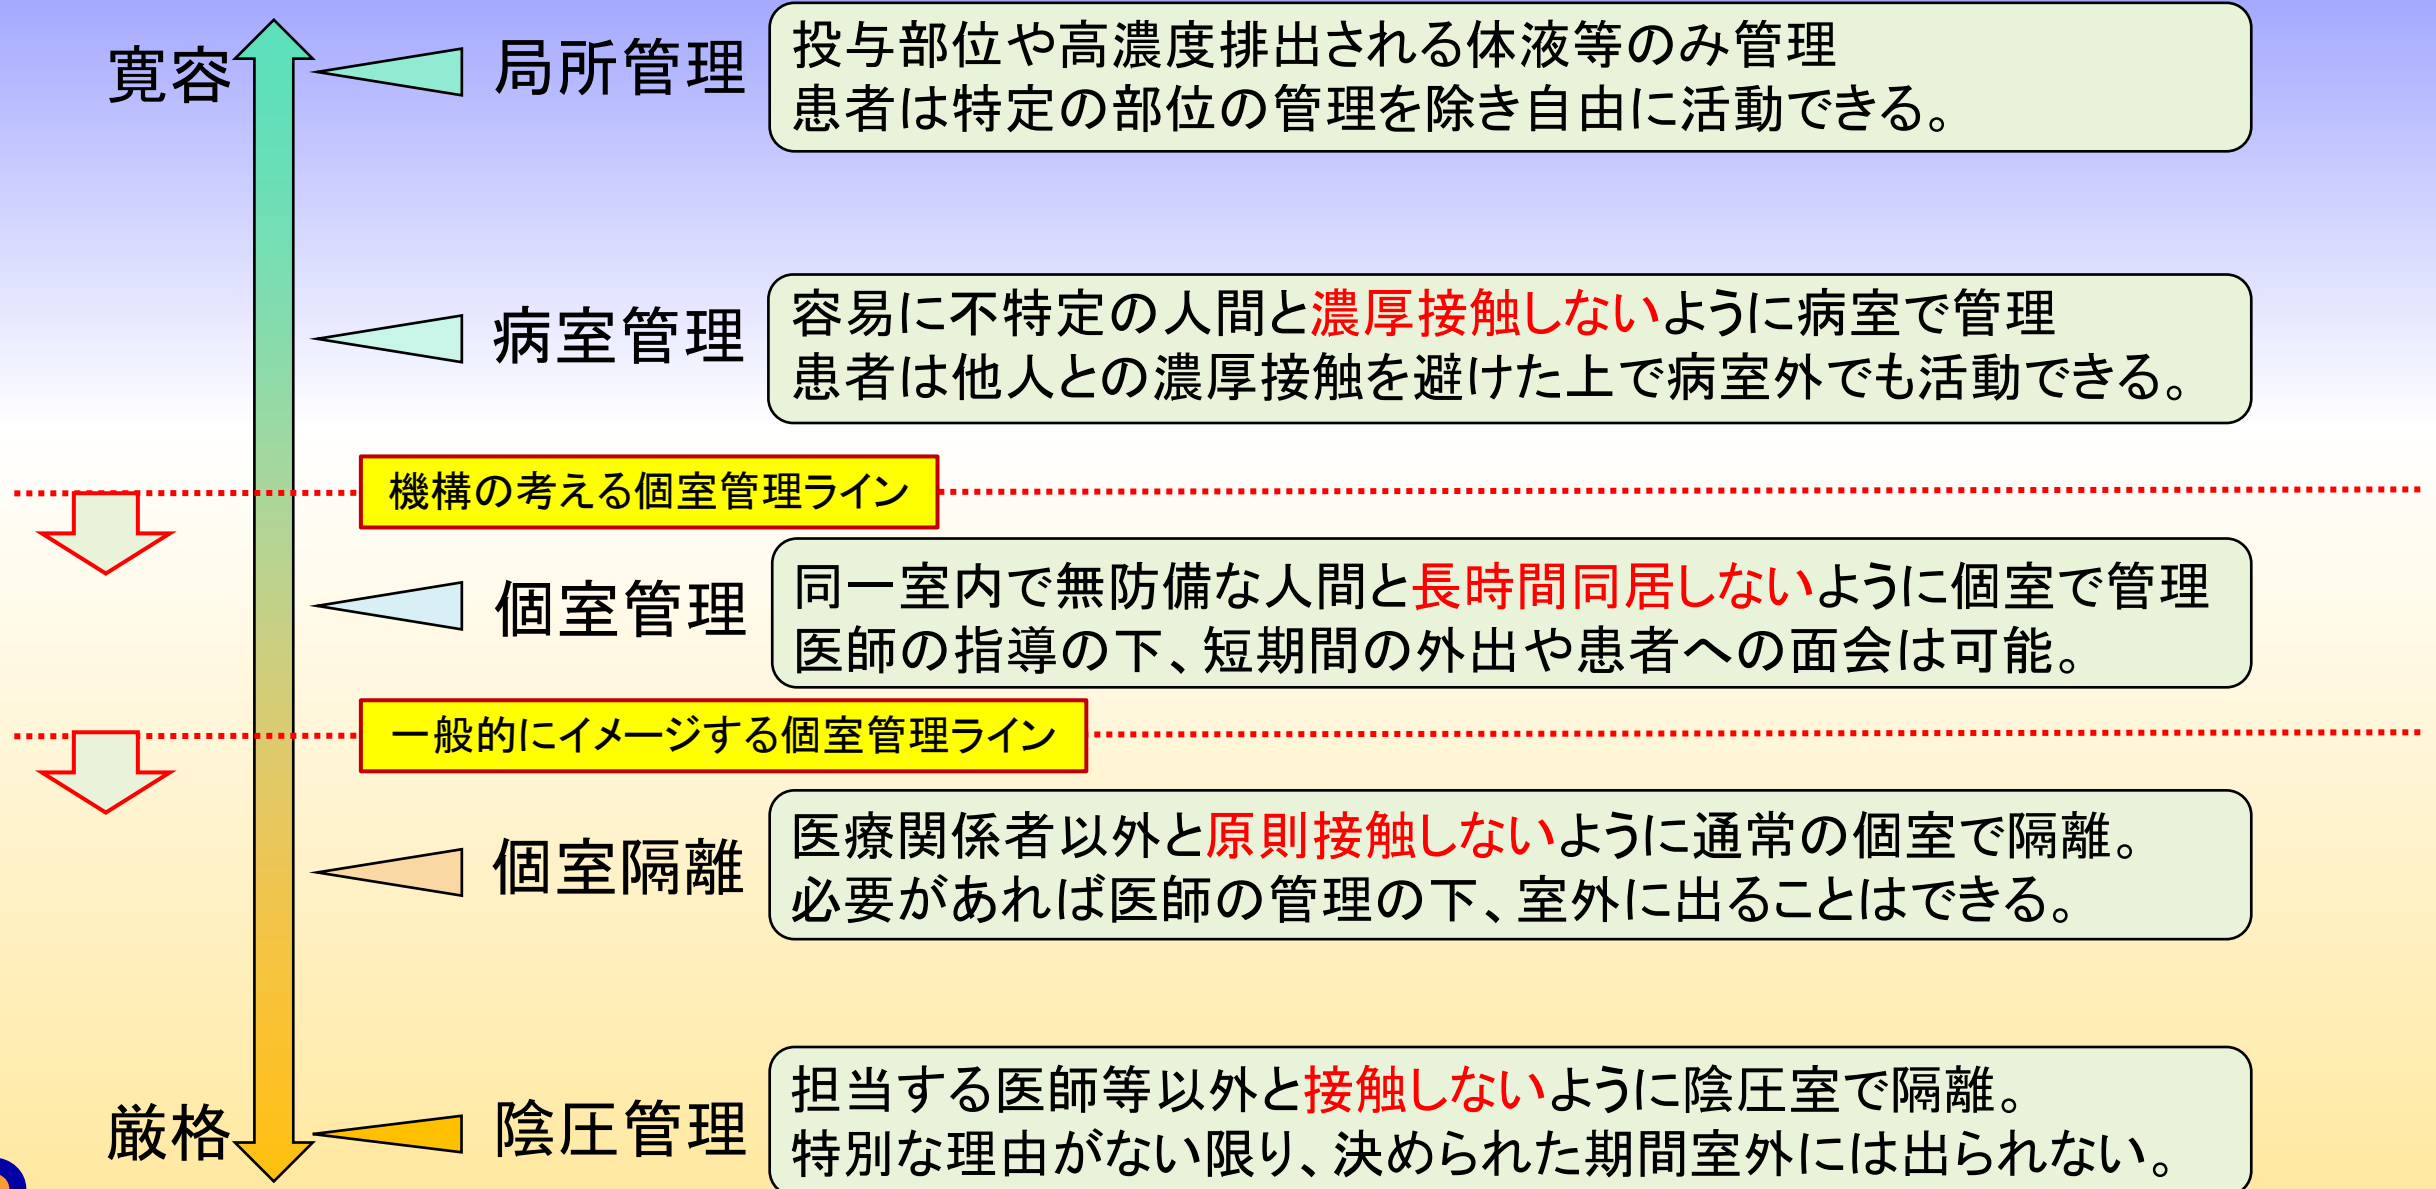 寛容
局所管理
投与部位や高濃度排出される体液等のみ管理
患者は特定の部位の管理を除き自由に活動できる。
病室管理
容易に不特定の人間と濃厚接触しないように病室で管理
患者は他人との濃厚接触を避けた上で病室外でも活動できる。
機構の考える個室管理ライン
個室管理
同一室内で無防備な人間と長時間同居しないように個室で管理
医師の指導の下、短期間の外出や患者への面会は可能。
一般的にイメージする個室管理ライン
個室隔離
医療関係者以外と原則接触しないように通常の個室で隔離。
必要があれば医師の管理の下、室外に出ることはできる。
厳格
陰圧管理
担当する医師等以外と接触しないように陰圧室で隔離。
特別な理由がない限り、決められた期間室外には出られない。